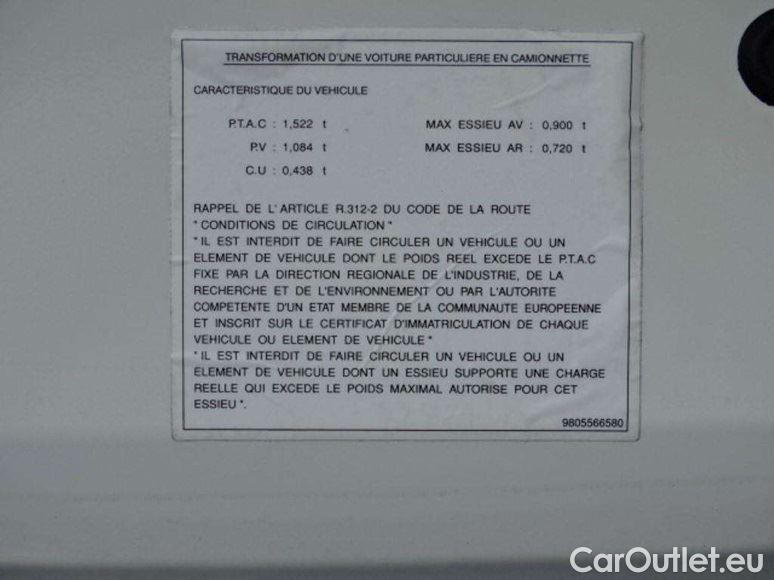 TRANSFORMATION D'UNE VOITURE PARTICULIERE EN CAMIONNETTE
CARACTERISTIQUE DU VEHICULE
P.T.A.C : 1,522 t MAX ESSIEU AV : 0,900 t
P.V : 1,084 t MAX ESSIEU AR : 0,720 t
C.U : 0,438 t
RAPPEL DE L'ARTICLE R.312-2 DU CODE DE LA ROUTE
" CONDITIONS DE CIRCULATION "
" IL EST INTERDIT DE FAIRE CIRCULER UN VEHICULE OU UN
ELEMENT DE VEHICULE DONT LE POIDS REEL EXCEDE LE P.T.A.C
FIXE PAR LA DIRECTION REGIONALE DE L'INDUSTRIE, DE LA
RECHERCHE ET DE L'ENVIRONNEMENT OU PAR L'AUTORITE
COMPETENTE D'UN ETAT MEMBRE DE LA COMMUNAUTE EUROPEENNE
ET INSCRIT SUR LE CERTIFICAT D'IMMATRICULATION DE CHAQUE
VEHICULE OU ELEMENT DE VEHICULE "
" IL EST INTERDIT DE FAIRE CIRCULER UN VEHICULE OU UN
ELEMENT DE VEHICULE DONT UN ESSIEU SUPPORTE UNE CHARGE
REELLE QUI EXCEDE LE POIDS MAXIMAL AUTORISE POUR CET
ESSIEU ".
9805566580
CarOutlet.eu